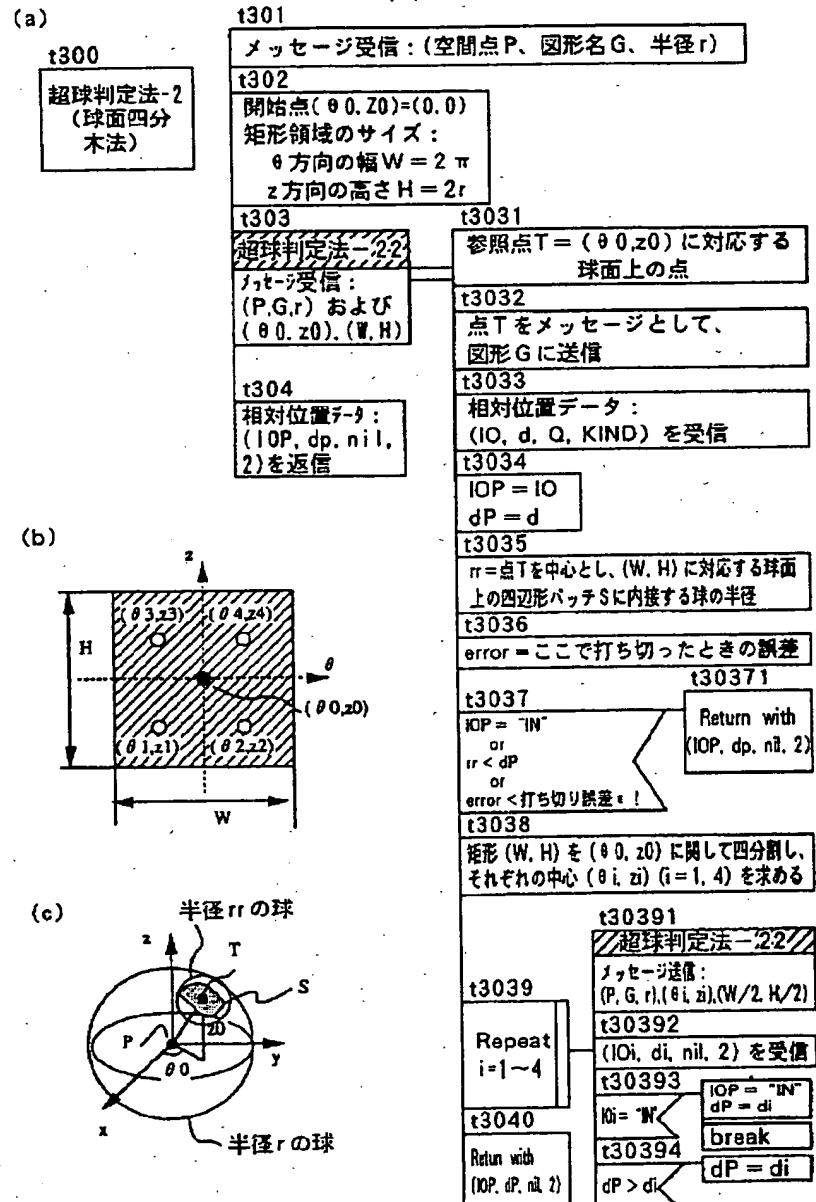 (a)
t300
超球判定法-2
(球面四分
木法)
t301
メッセージ受信：(空間点P、図形名G、半径r)
t302
開始点(θ0.Z0)=(0.0)
矩形領域のサイズ：
θ方向の幅W＝2π
z方向の高さH＝2r
t303
超球判定法-22
メッセージ受信：
(P.G.r) および
(θ0.z0).(W.H)
t304
相対位置データ：
(IOP, dp. nil,
2)を返信
t3031
参照点T＝(θ0,z0)に対応する
球面上の点
t3032
点Tをメッセージとして、
図形Gに送信
t3033
相対位置データ：
(IO, d, Q, KIND) を受信
t3034
IOP＝IO
dP＝d
t3035
rr＝点Tを中心とし、(W, H) に対応する球面
上の四辺形パッチSに内接する球の半径
t3036
error＝ここで打ち切ったときの誤差
t3037
IOP＝ "IN"
or
rr < dP
or
error <打ち切り誤差ε !
t30371
Return with
(IOP, dp, nil, 2)
t3038
矩形 (W, H) を (θ0, z0) に関して四分割し、
それぞれの中心 (θi, zi) (i=1, 4) を求める
t3039
Repeat
i=1～4
t30391
超球判定法-22
メッセージ送信：
(P, G, r),(θi, zi),(W/2, H/2)
t30392
(IOi, di, nil, 2) を受信
t30393
IOi= "IN"
IOP＝ "IN"
dP＝di
break
t30394
dP > di
dP＝di
t3040
Retun with
(IOP, dP, nil, 2)
(b)
z
(θ3,z3)
(θ4,z4)
H
θ
(θ0,z0)
(θ1,z1)
(θ2,z2)
W
(c)
半径rrの球
z
T
S
P
z0
θ0
y
x
半径rの球